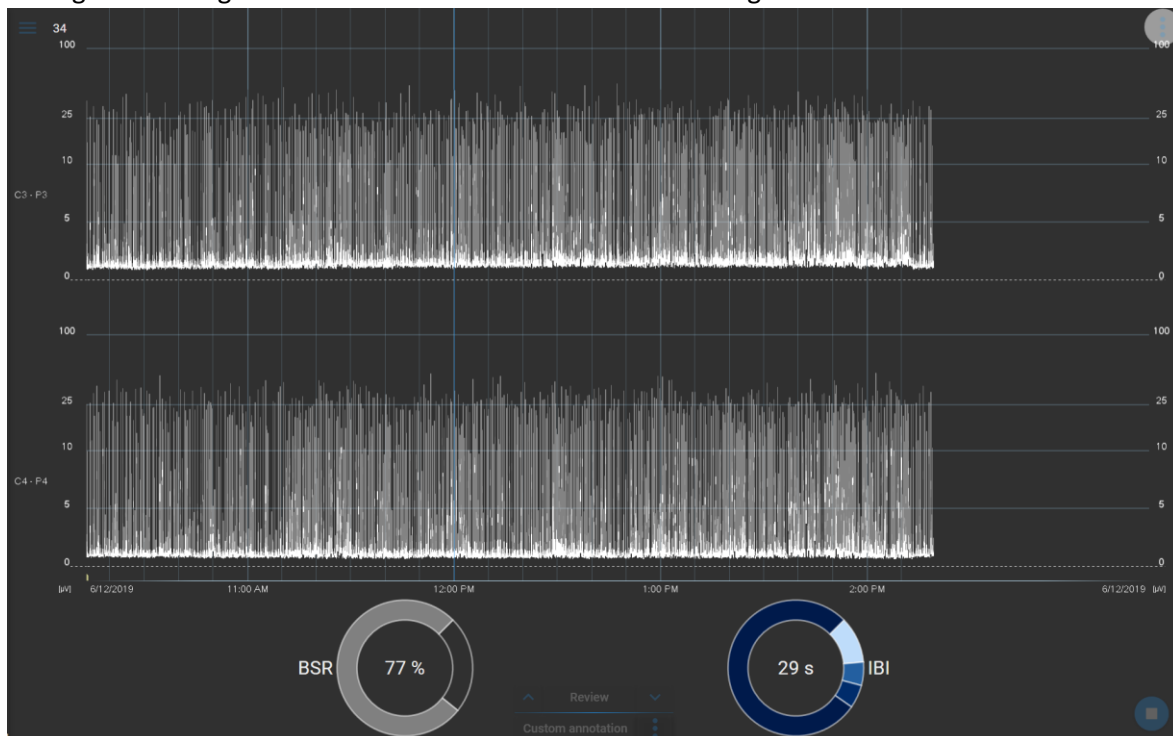 34
100 100
25 25
10 10
C3 - P3
5 5
0 0
100 100
25 25
10 10
C4 - P4
5 5
0 0
[µV] 6/12/2019 11:00 AM 12:00 PM 1:00 PM 2:00 PM 6/12/2019 [µV]
BSR 77 % 29 s IBI
Review
Custom annotation